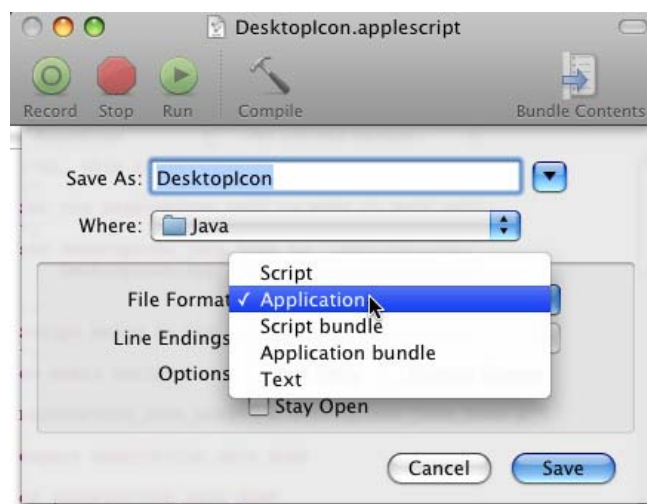 DesktopIcon.applescript
Record Stop Run Compile Bundle Contents
Save As: DesktopIcon
Where: Java
Script
File Format ✓ Application
Script bundle
Line Endings
Application bundle
Options
Text
Stay Open
Cancel Save